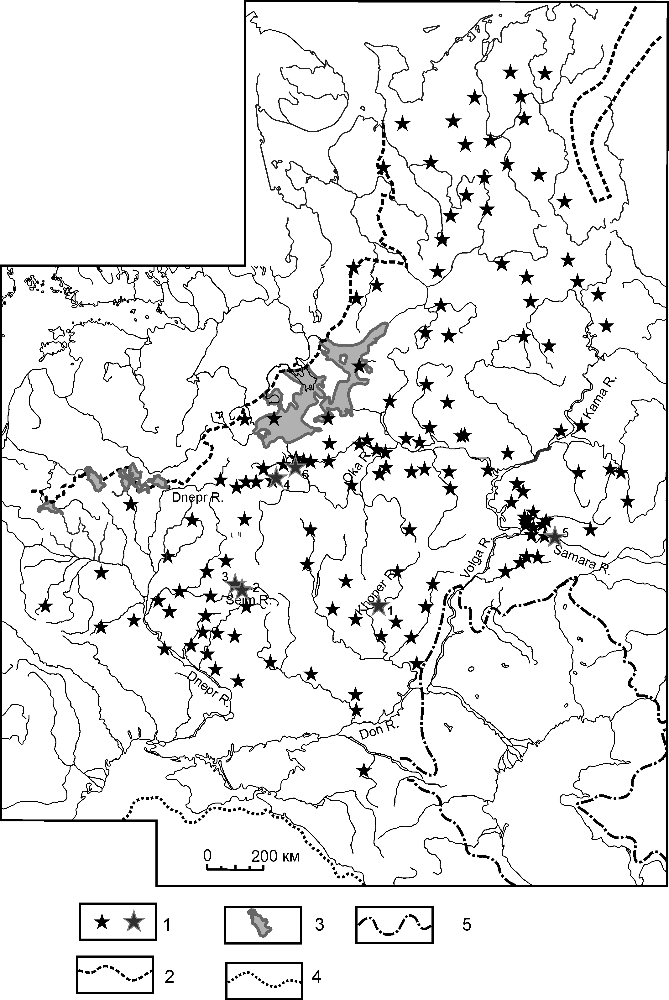 Kama R.
Oka R.
6
4
Dnepr R.
5
Samara R.
Volga R.
3
2
Seim R.
Khoper R.
1
Dnepr R.
Don R.
0 200 км
1 3 5
2 4